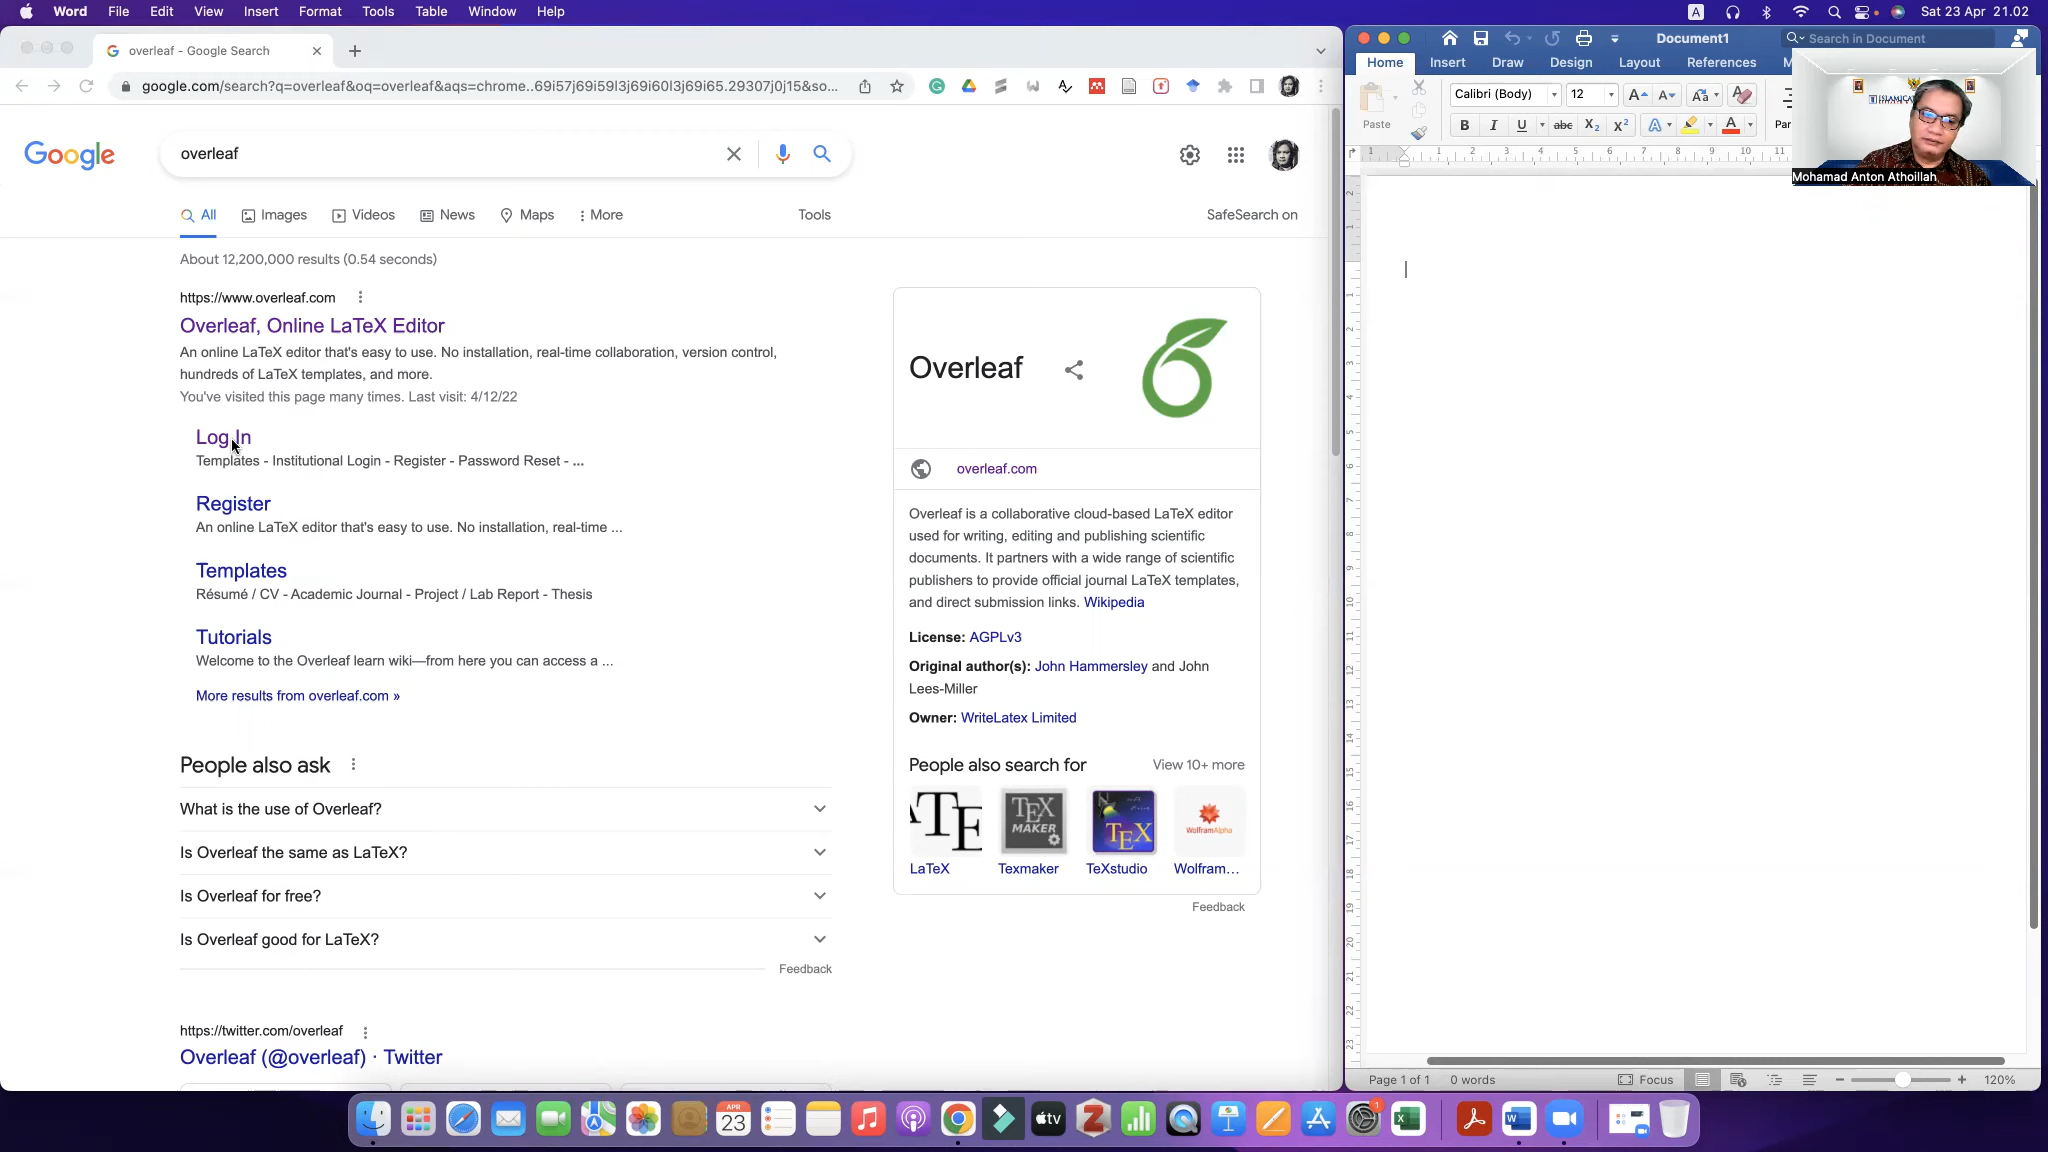 Word File Edit View Insert Format Tools Table Window Help
A Sat 23 Apr 21.02
overleaf - Google Search
google.com/search?q=overleaf&oq=overleaf&aqs=chrome..69i57j69i59l3j69i60l3j69i65.29307j0j15&so...
Google
overleaf
All Images Videos News Maps More Tools
SafeSearch on
About 12,200,000 results (0.54 seconds)
https://www.overleaf.com
Overleaf, Online LaTeX Editor
An online LaTeX editor that's easy to use. No installation, real-time collaboration, version control,
hundreds of LaTeX templates, and more.
You've visited this page many times. Last visit: 4/12/22
Log In
Templates - Institutional Login - Register - Password Reset - ...
Register
An online LaTeX editor that's easy to use. No installation, real-time ...
Templates
Résumé / CV - Academic Journal - Project / Lab Report - Thesis
Tutorials
Welcome to the Overleaf learn wiki—from here you can access a ...
More results from overleaf.com »
People also ask
What is the use of Overleaf?
Is Overleaf the same as LaTeX?
Is Overleaf for free?
Is Overleaf good for LaTeX?
Feedback
https://twitter.com/overleaf
Overleaf (@overleaf) · Twitter
Overleaf
overleaf.com
Overleaf is a collaborative cloud-based LaTeX editor
used for writing, editing and publishing scientific
documents. It partners with a wide range of scientific
publishers to provide official journal LaTeX templates,
and direct submission links. Wikipedia
License: AGPLv3
Original author(s): John Hammersley and John
Lees-Miller
Owner: WriteLatex Limited
People also search for View 10+ more
TEX MAKER
TEX
WolframAlpha
LaTeX Texmaker TeXstudio Wolfram...
Feedback
Document1
Search in Document
Home Insert Draw Design Layout References M
Paste
Calibri (Body) 12
B I U abc X2 X2 A
Par
Mohamad Anton Athoillah
Page 1 of 1 0 words Focus 120%
APR
23
tv